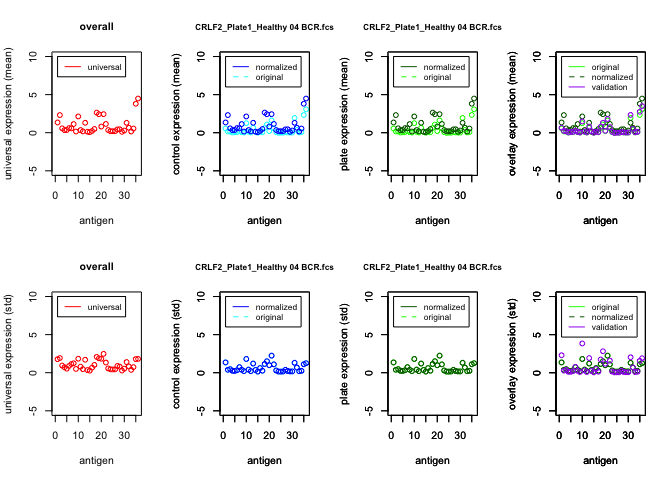 overall
universal expression (mean)
10
5
0
-5
universal
0 10 20 30
antigen
CRLF2_Plate1_Healthy 04 BCR.fcs
control expression (mean)
10
5
0
-5
normalized
original
0 10 20 30
antigen
CRLF2_Plate1_Healthy 04 BCR.fcs
plate expression (mean)
10
5
0
-5
normalized
original
0 10 20 30
antigen
overlay expression (mean)
10
5
0
-5
original
normalized
validation
0 10 20 30
antigen
overall
universal expression (std)
10
5
0
-5
universal
0 10 20 30
antigen
CRLF2_Plate1_Healthy 04 BCR.fcs
control expression (std)
10
5
0
-5
normalized
original
0 10 20 30
antigen
CRLF2_Plate1_Healthy 04 BCR.fcs
plate expression (std)
10
5
0
-5
normalized
original
0 10 20 30
antigen
overlay expression (std)
10
5
0
-5
original
normalized
validation
0 10 20 30
antigen